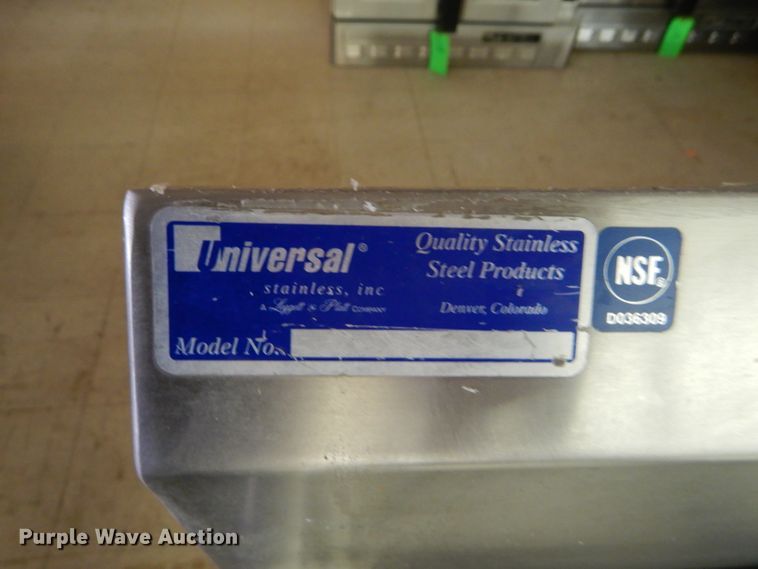 Universal®
stainless, inc
A Leggett & Platt COMPANY
Quality Stainless
Steel Products
Denver, Colorado
Model No.
NSF®
D036309
Purple Wave Auction